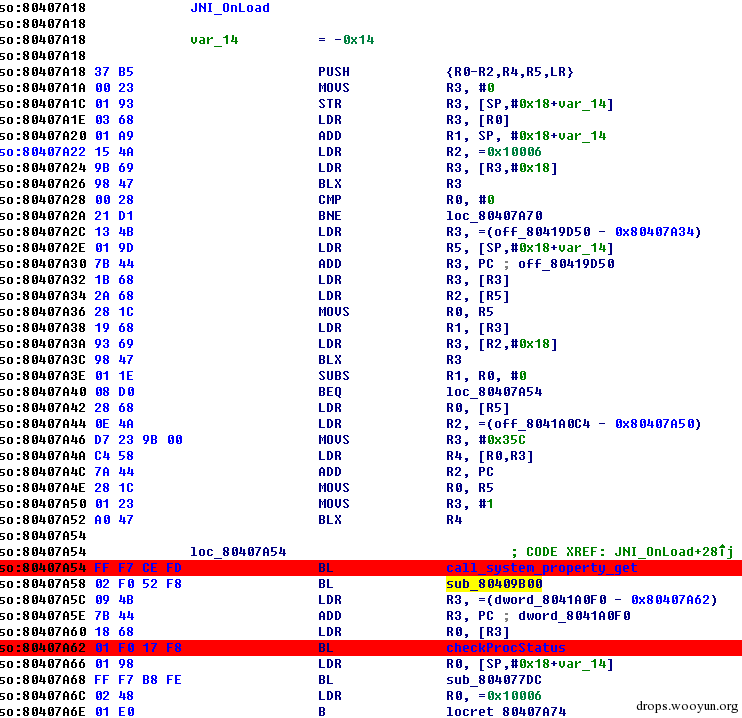 so:80407A18 JNI_OnLoad
so:80407A18
so:80407A18 var_14 = -0x14
so:80407A18
so:80407A18 37 B5 PUSH {R0-R2,R4,R5,LR}
so:80407A1A 00 23 MOVS R3, #0
so:80407A1C 01 93 STR R3, [SP,#0x18+var_14]
so:80407A1E 03 68 LDR R3, [R0]
so:80407A20 01 A9 ADD R1, SP, #0x18+var_14
so:80407A22 15 4A LDR R2, =0x10006
so:80407A24 9B 69 LDR R3, [R3,#0x18]
so:80407A26 98 47 BLX R3
so:80407A28 00 28 CMP R0, #0
so:80407A2A 21 D1 BNE loc_80407A70
so:80407A2C 13 4B LDR R3, =(off_80419D50 - 0x80407A34)
so:80407A2E 01 9D LDR R5, [SP,#0x18+var_14]
so:80407A30 7B 44 ADD R3, PC ; off_80419D50
so:80407A32 1B 68 LDR R3, [R3]
so:80407A34 2A 68 LDR R2, [R5]
so:80407A36 28 1C MOVS R0, R5
so:80407A38 19 68 LDR R1, [R3]
so:80407A3A 93 69 LDR R3, [R2,#0x18]
so:80407A3C 98 47 BLX R3
so:80407A3E 01 1E SUBS R1, R0, #0
so:80407A40 08 D0 BEQ loc_80407A54
so:80407A42 28 68 LDR R0, [R5]
so:80407A44 0E 4A LDR R2, =(off_8041A0C4 - 0x80407A50)
so:80407A46 D7 23 9B 00 MOVS R3, #0x35C
so:80407A4A C4 58 LDR R4, [R0,R3]
so:80407A4C 7A 44 ADD R2, PC
so:80407A4E 28 1C MOVS R0, R5
so:80407A50 01 23 MOVS R3, #1
so:80407A52 A0 47 BLX R4
so:80407A54
so:80407A54 loc_80407A54 ; CODE XREF: JNI_OnLoad+28↑j
so:80407A54 FF F7 CE FD BL call_system_property_get
so:80407A58 02 F0 52 F8 BL sub_80409B00
so:80407A5C 09 4B LDR R3, =(dword_8041A0F0 - 0x80407A62)
so:80407A5E 7B 44 ADD R3, PC ; dword_8041A0F0
so:80407A60 18 68 LDR R0, [R3]
so:80407A62 01 F0 17 F8 BL checkProcStatus
so:80407A66 01 98 LDR R0, [SP,#0x18+var_14]
so:80407A68 FF F7 B8 FE BL sub_804077DC
so:80407A6C 02 48 LDR R0, =0x10006
so:80407A6E 01 E0 B locret_80407A74
drops.wooyun.org